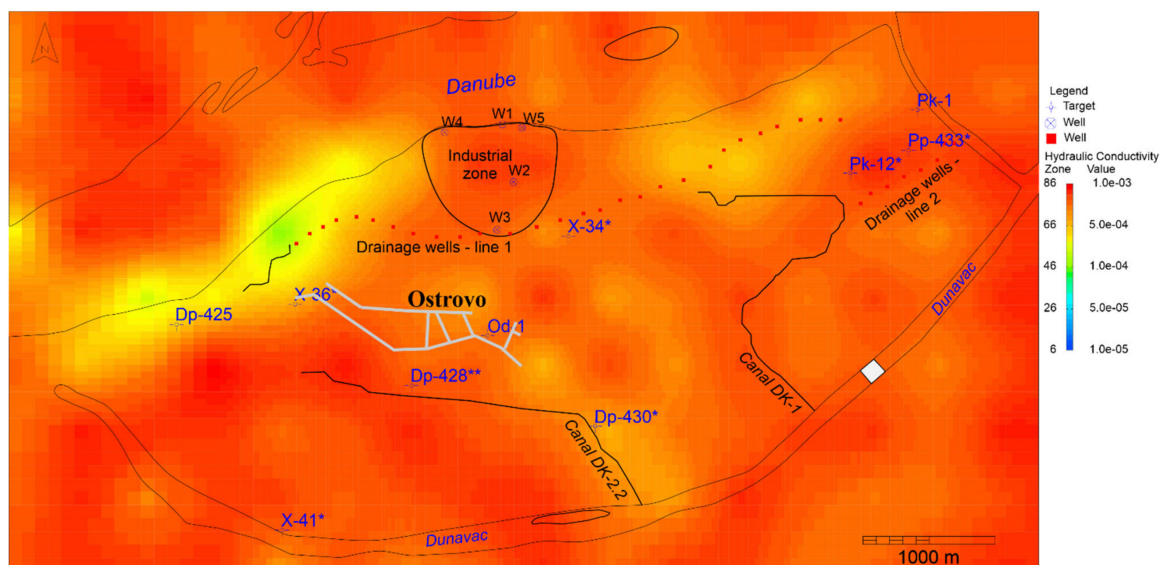 N
Danube
W4
W1
W5
Industrial
zone
W2
W3
Drainage wells - line 1
X-34*
Pk-1
Pp-433*
Pk-12*
Drainage wells -
line 2
Dunavac
X-36*
Ostrovo
Dp-425
Od-1
Dp-428**
Dp-430*
Canal DK-1
Canal DK-2.2
X-41*
Dunavac
1000 m
Legend
Target
Well
Well
Hydraulic Conductivity
Zone Value
86 1.0e-03
66 5.0e-04
46 1.0e-04
26 5.0e-05
6 1.0e-05